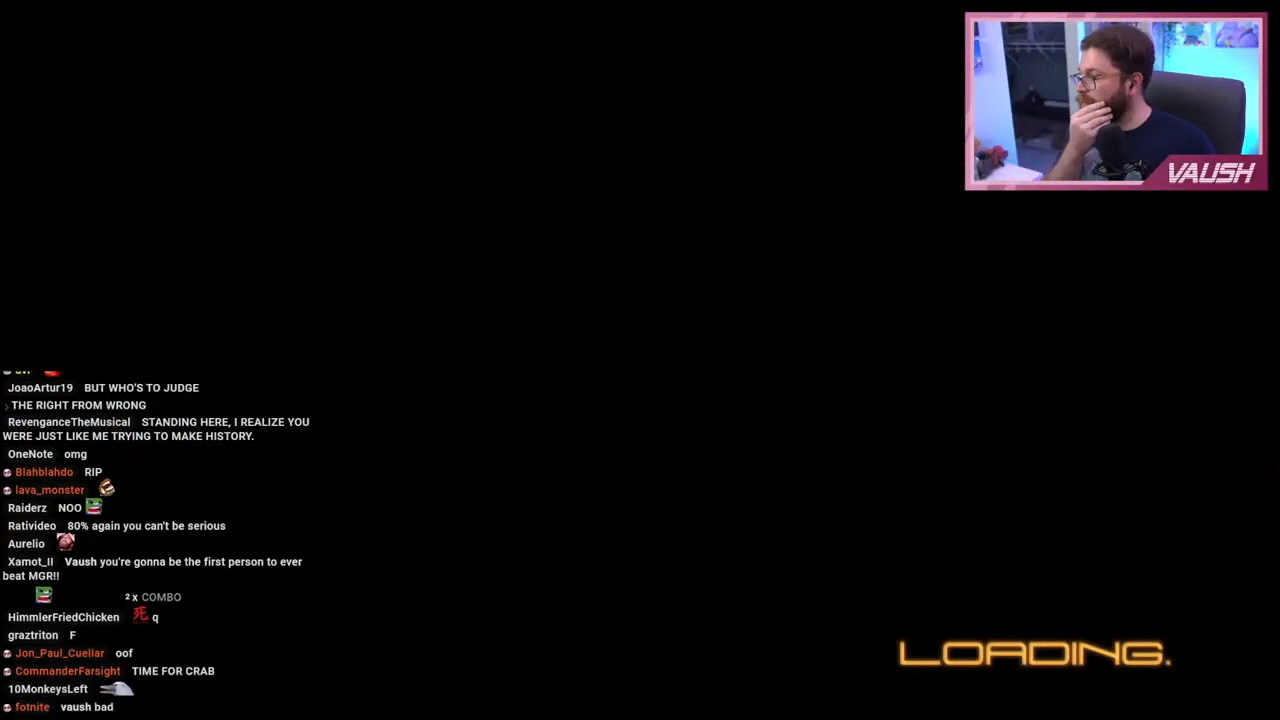 VAUSH
JoaoArtur19 BUT WHO'S TO JUDGE
THE RIGHT FROM WRONG
RevenganceTheMusical STANDING HERE, I REALIZE YOU
WERE JUST LIKE ME TRYING TO MAKE HISTORY.
OneNote omg
Blahblahdo RIP
lava_monster
Raiderz NOO
Rativideo 80% again you can't be serious
Aurelio
Xamot_II Vaush you're gonna be the first person to ever
beat MGR!!
2 x COMBO
HimmlerFriedChicken 死 q
graztriton F
Jon_Paul_Cuellar oof
CommanderFarsight TIME FOR CRAB
10MonkeysLeft
fotnite vaush bad
LOADING.